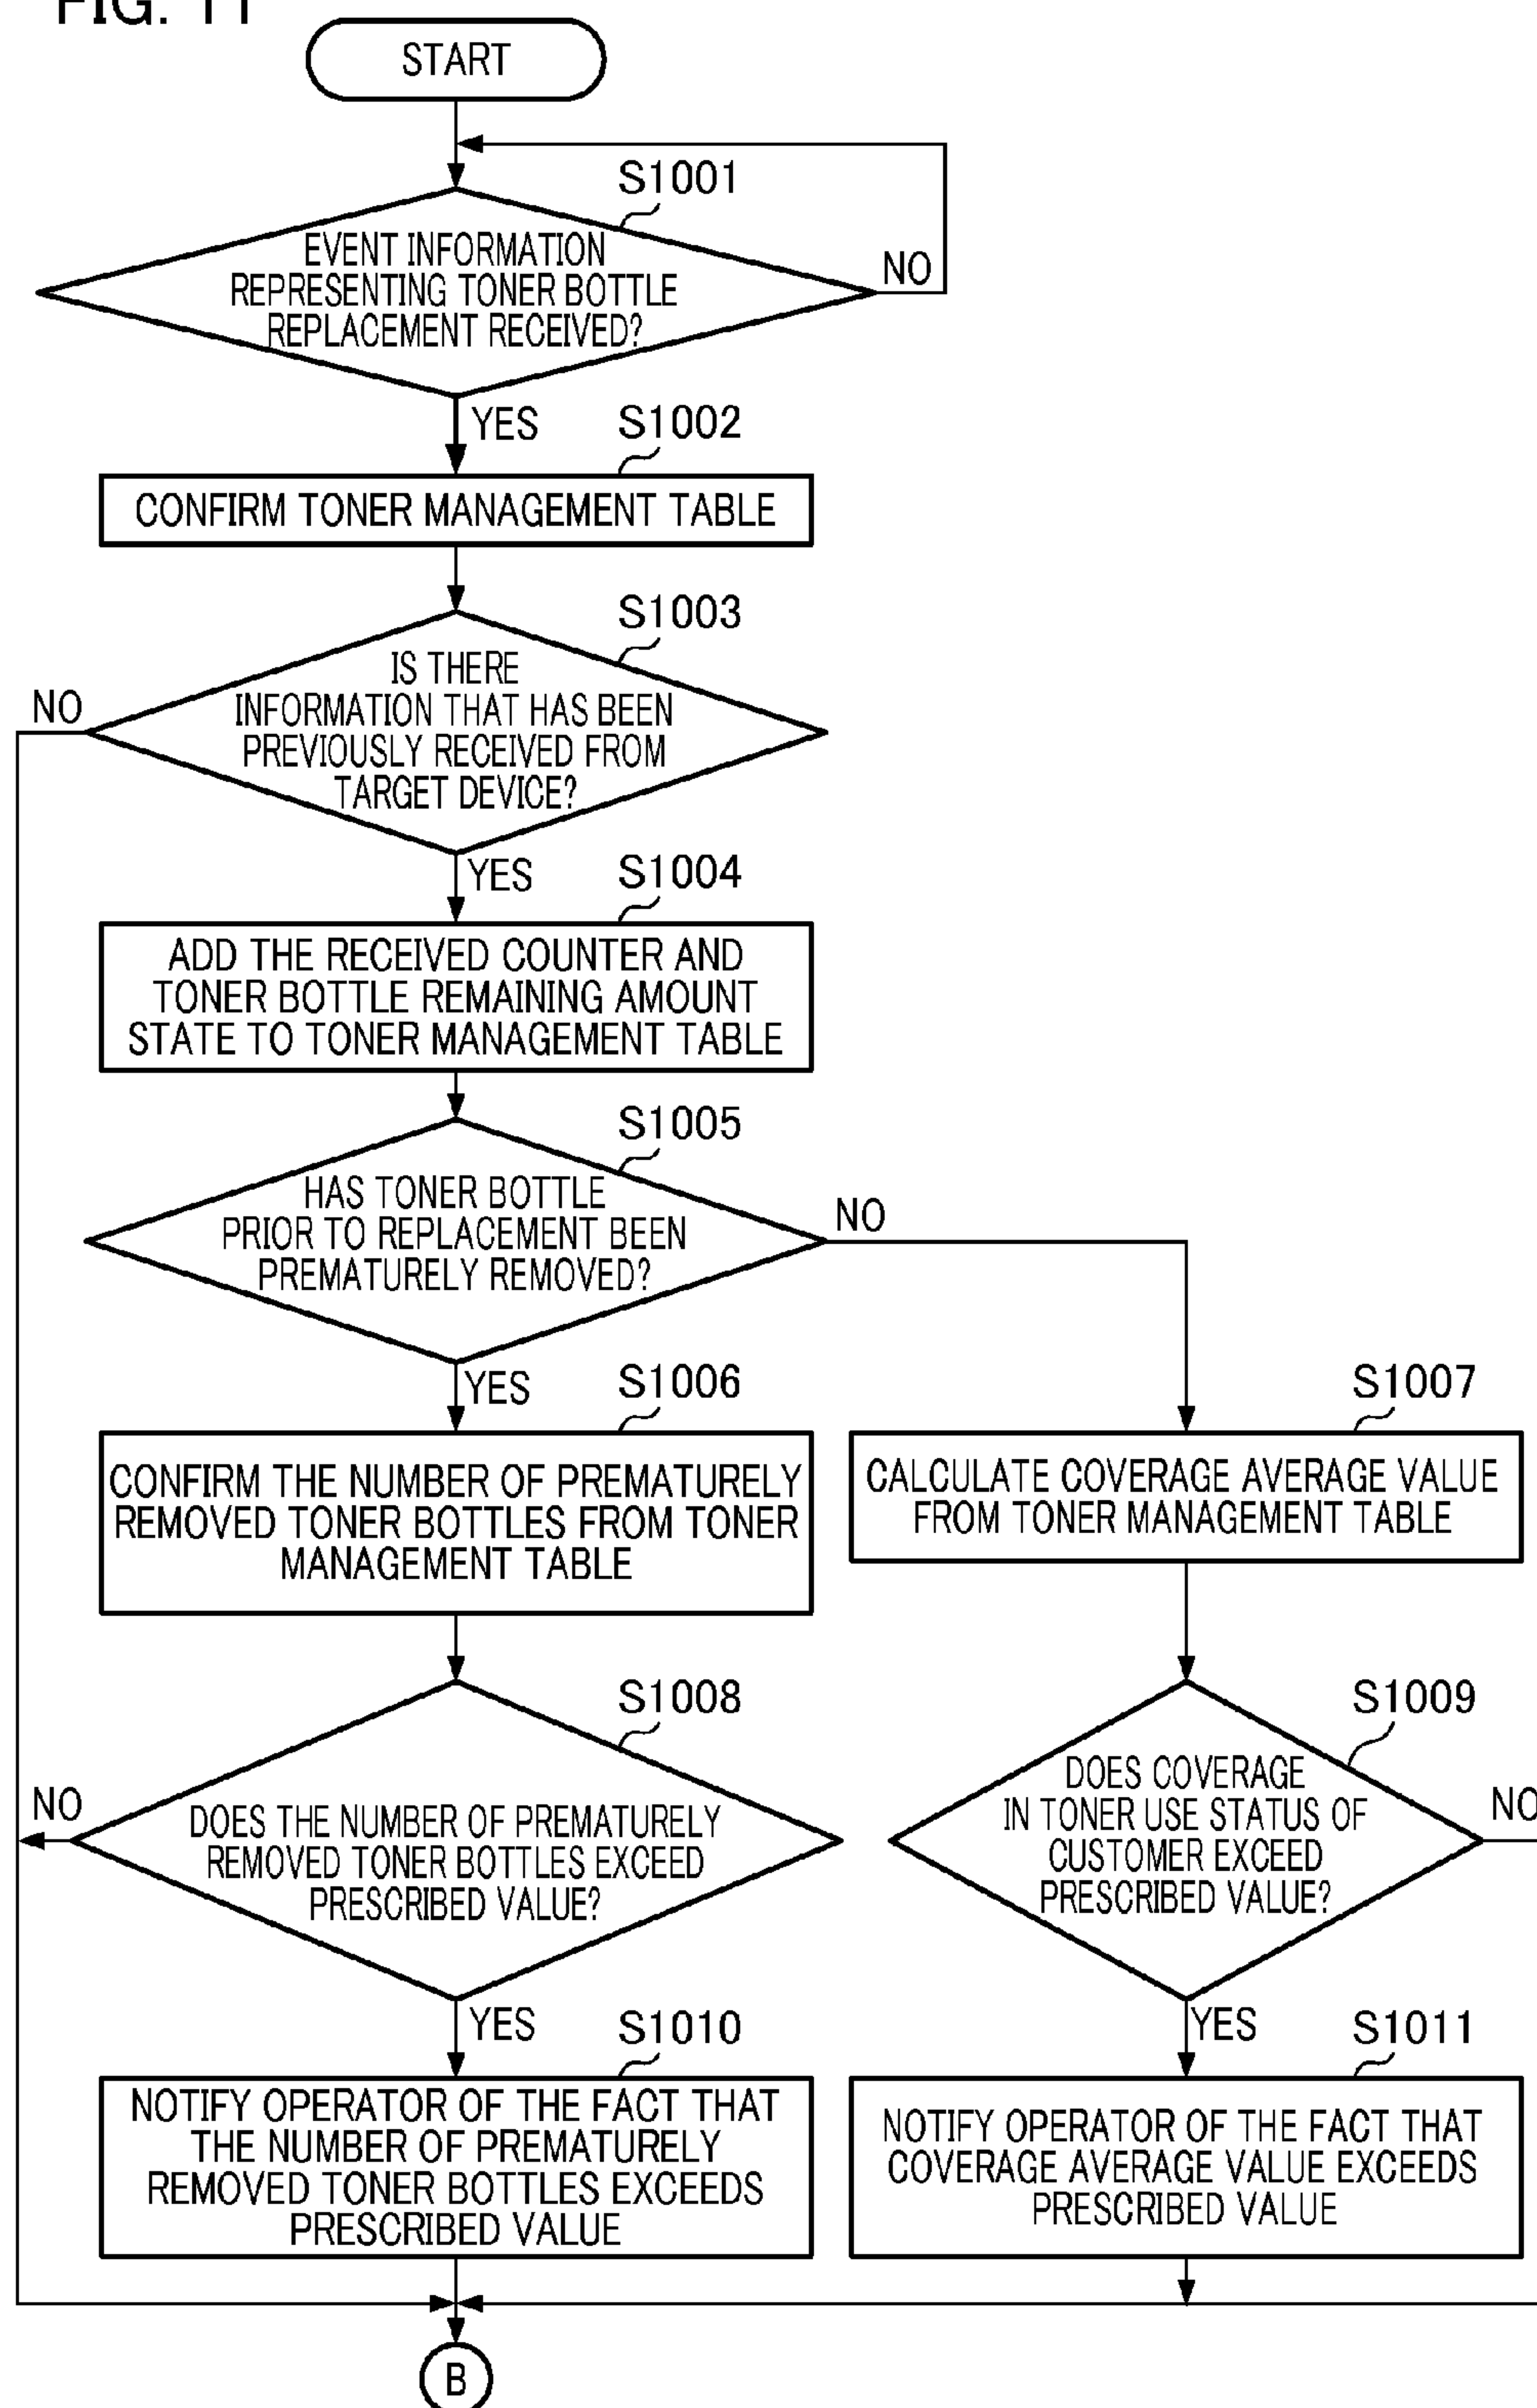 FIG. 11
START
S1001
EVENT INFORMATION
REPRESENTING TONER BOTTLE
REPLACEMENT RECEIVED?
NO
YES
S1002
CONFIRM TONER MANAGEMENT TABLE
S1003
IS THERE
INFORMATION THAT HAS BEEN
PREVIOUSLY RECEIVED FROM
TARGET DEVICE?
NO
YES
S1004
ADD THE RECEIVED COUNTER AND
TONER BOTTLE REMAINING AMOUNT
STATE TO TONER MANAGEMENT TABLE
S1005
HAS TONER BOTTLE
PRIOR TO REPLACEMENT BEEN
PREMATURELY REMOVED?
NO
YES
S1006
CONFIRM THE NUMBER OF PREMATURELY
REMOVED TONER BOTTLES FROM TONER
MANAGEMENT TABLE
S1007
CALCULATE COVERAGE AVERAGE VALUE
FROM TONER MANAGEMENT TABLE
S1008
DOES THE NUMBER OF PREMATURELY
REMOVED TONER BOTTLES EXCEED
PRESCRIBED VALUE?
NO
YES
S1009
DOES COVERAGE
IN TONER USE STATUS OF
CUSTOMER EXCEED
PRESCRIBED VALUE?
NO
YES
S1010
NOTIFY OPERATOR OF THE FACT THAT
THE NUMBER OF PREMATURELY
REMOVED TONER BOTTLES EXCEEDS
PRESCRIBED VALUE
S1011
NOTIFY OPERATOR OF THE FACT THAT
COVERAGE AVERAGE VALUE EXCEEDS
PRESCRIBED VALUE
B